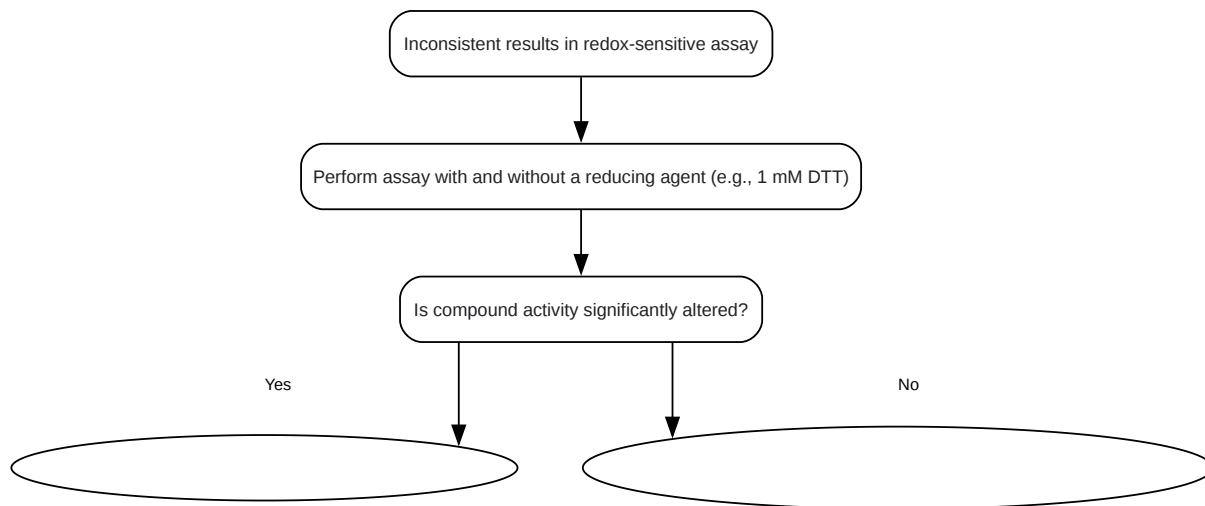 Inconsistent results in redox-sensitive assay
Perform assay with and without a reducing agent (e.g., 1 mM DTT)
Is compound activity significantly altered?
Yes
No